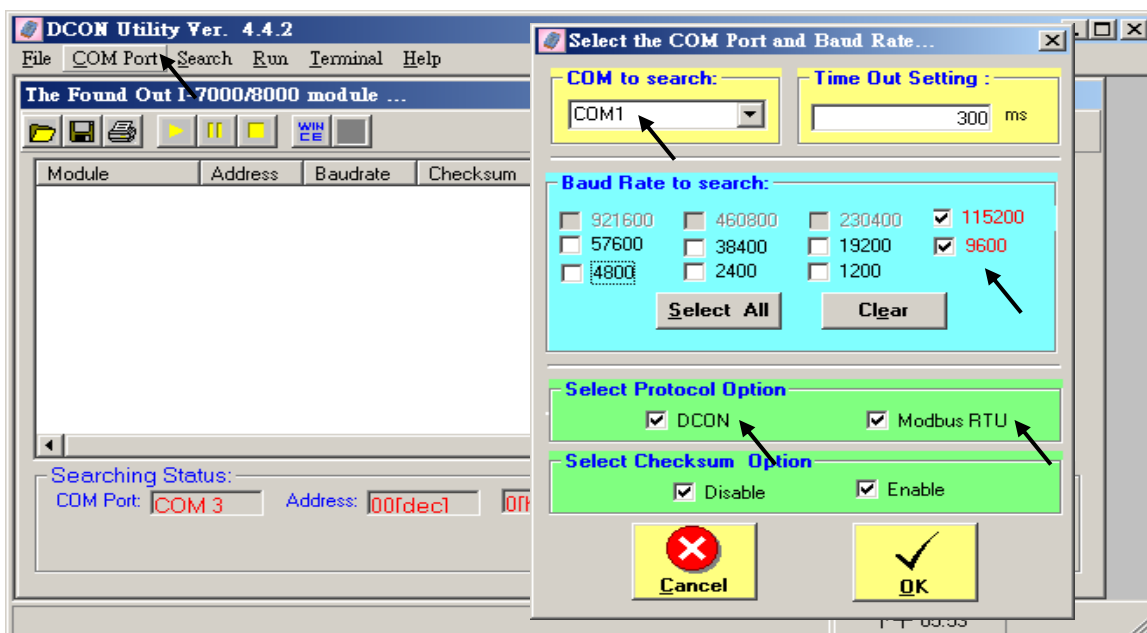 DCON Utility Ver. 4.4.2
File COM Port Search Run Terminal Help
The Found Out I-7000/8000 module ...
WIN CE
Module Address Baudrate Checksum
Searching Status:
COM Port: COM 3 Address: 00[dec]
Select the COM Port and Baud Rate...
COM to search:
COM1
Time Out Setting :
300 ms
Baud Rate to search:
921600 460800 230400 115200
57600 38400 19200 9600
4800 2400 1200
Select All Clear
Select Protocol Option
DCON Modbus RTU
Select Checksum Option
Disable Enable
Cancel OK